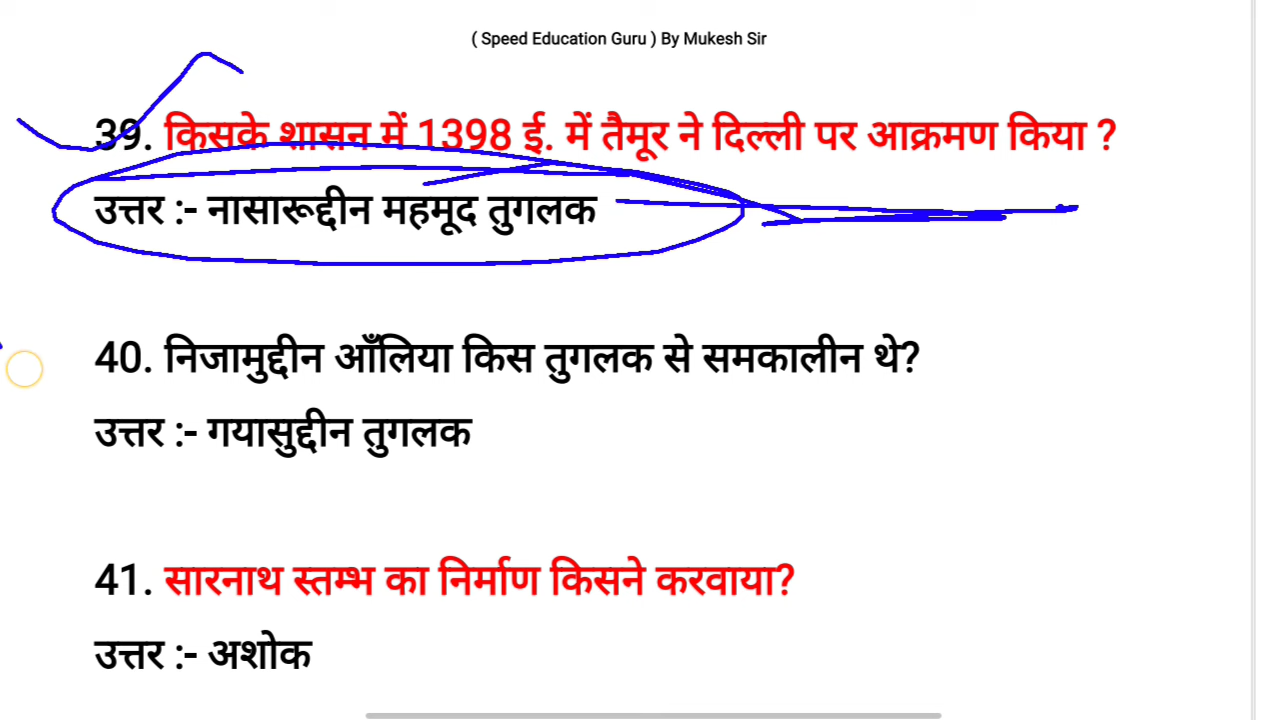 ( Speed Education Guru ) By Mukesh Sir
39. किसके शासन में 1398 ई. में तैमूर ने दिल्ली पर आक्रमण किया ?
उत्तर :- नासारूद्दीन महमूद तुगलक
40. निजामुद्दीन आँलिया किस तुगलक से समकालीन थे?
उत्तर :- गयासुद्दीन तुगलक
41. सारनाथ स्तम्भ का निर्माण किसने करवाया?
उत्तर :- अशोक